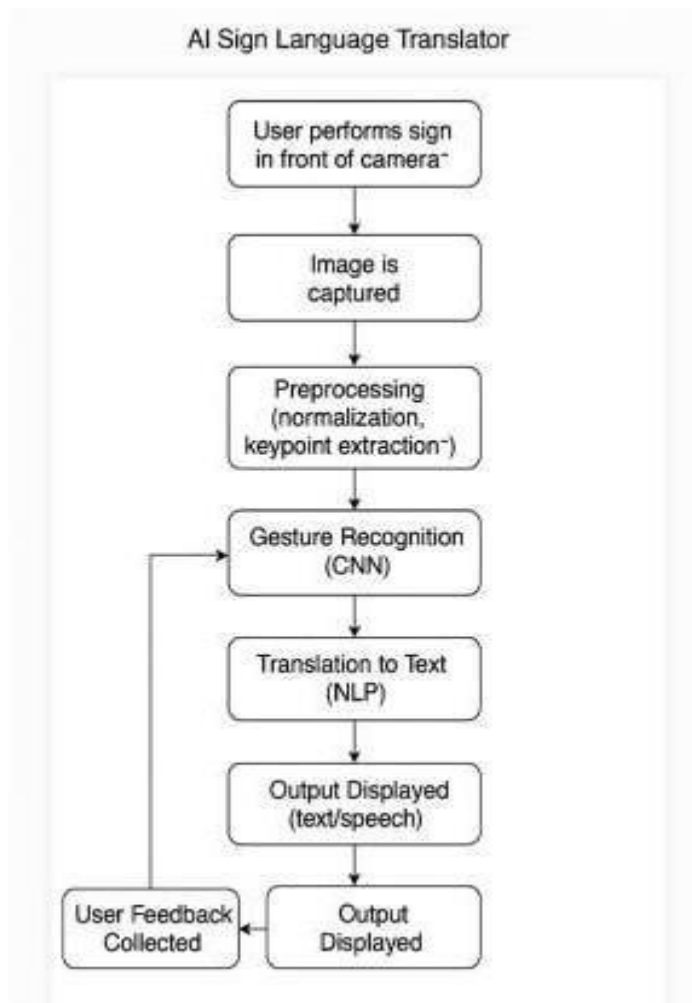 AI Sign Language Translator
User performs sign
in front of camera~
Image is
captured
Preprocessing
(normalization,
keypoint extraction~)
Gesture Recognition
(CNN)
Translation to Text
(NLP)
Output Displayed
(text/speech)
User Feedback
Collected
Output
Displayed